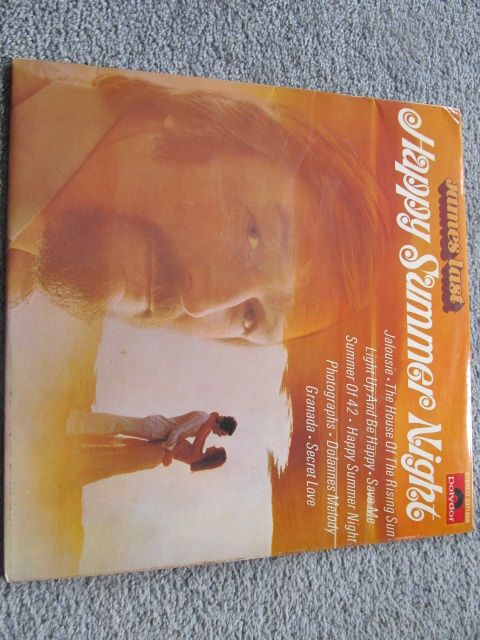 James Last
Happy Summer Night
Jalousie · The House Of The Rising Sun
Light Up And Be Happy · Save Me
Summer Of 42 · Happy Summer Night
Photographs · Dolannes Melody
Granada · Secret Love
STEREO
Polydor